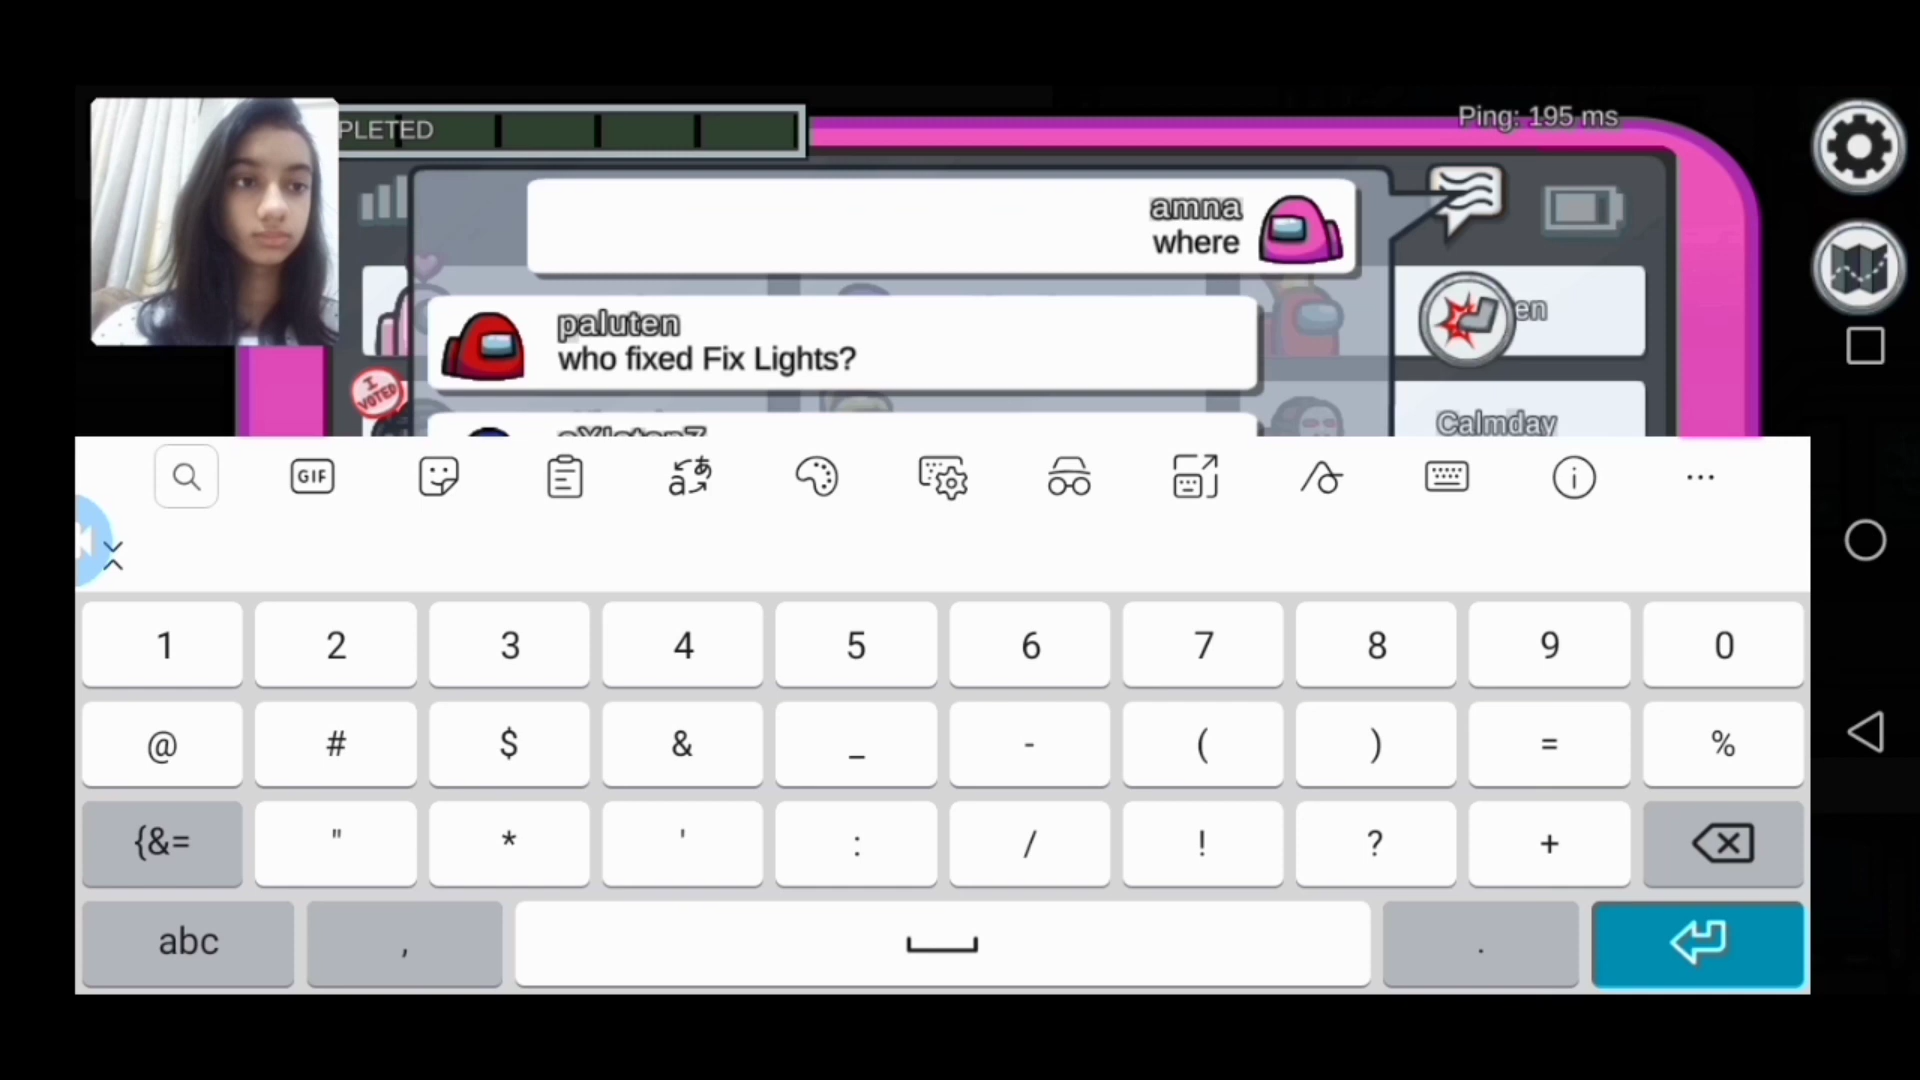 PLETED
Ping: 195 ms
amna
where
paluten
who fixed Fix Lights?
en
I VOTED
Calmday
GIF
1 2 3 4 5 6 7 8 9 0
@ # $ & _ - ( ) = %
{&= " * ' : / ! ? +
abc , .